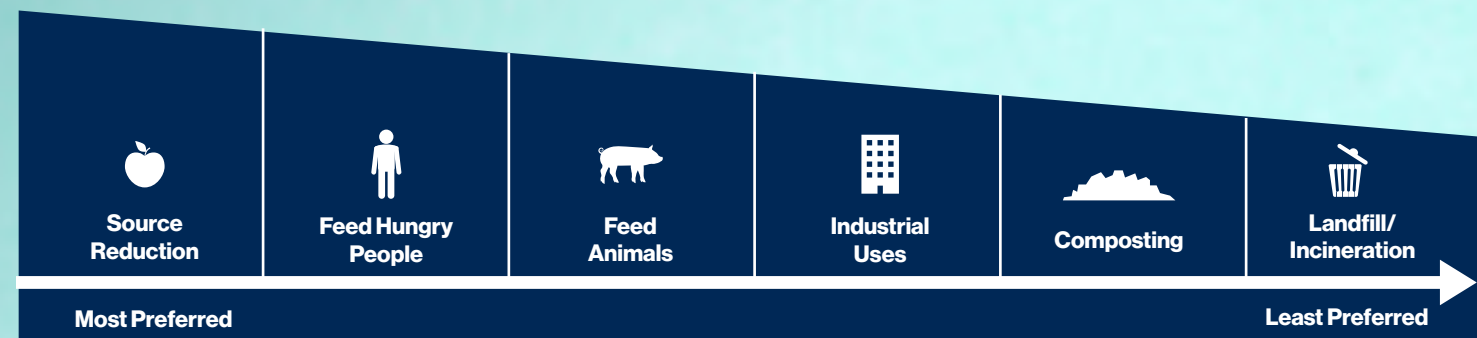 Source
Reduction
Feed Hungry
People
Feed
Animals
Industrial
Uses
Composting
Landfill/
Incineration
Most Preferred
Least Preferred